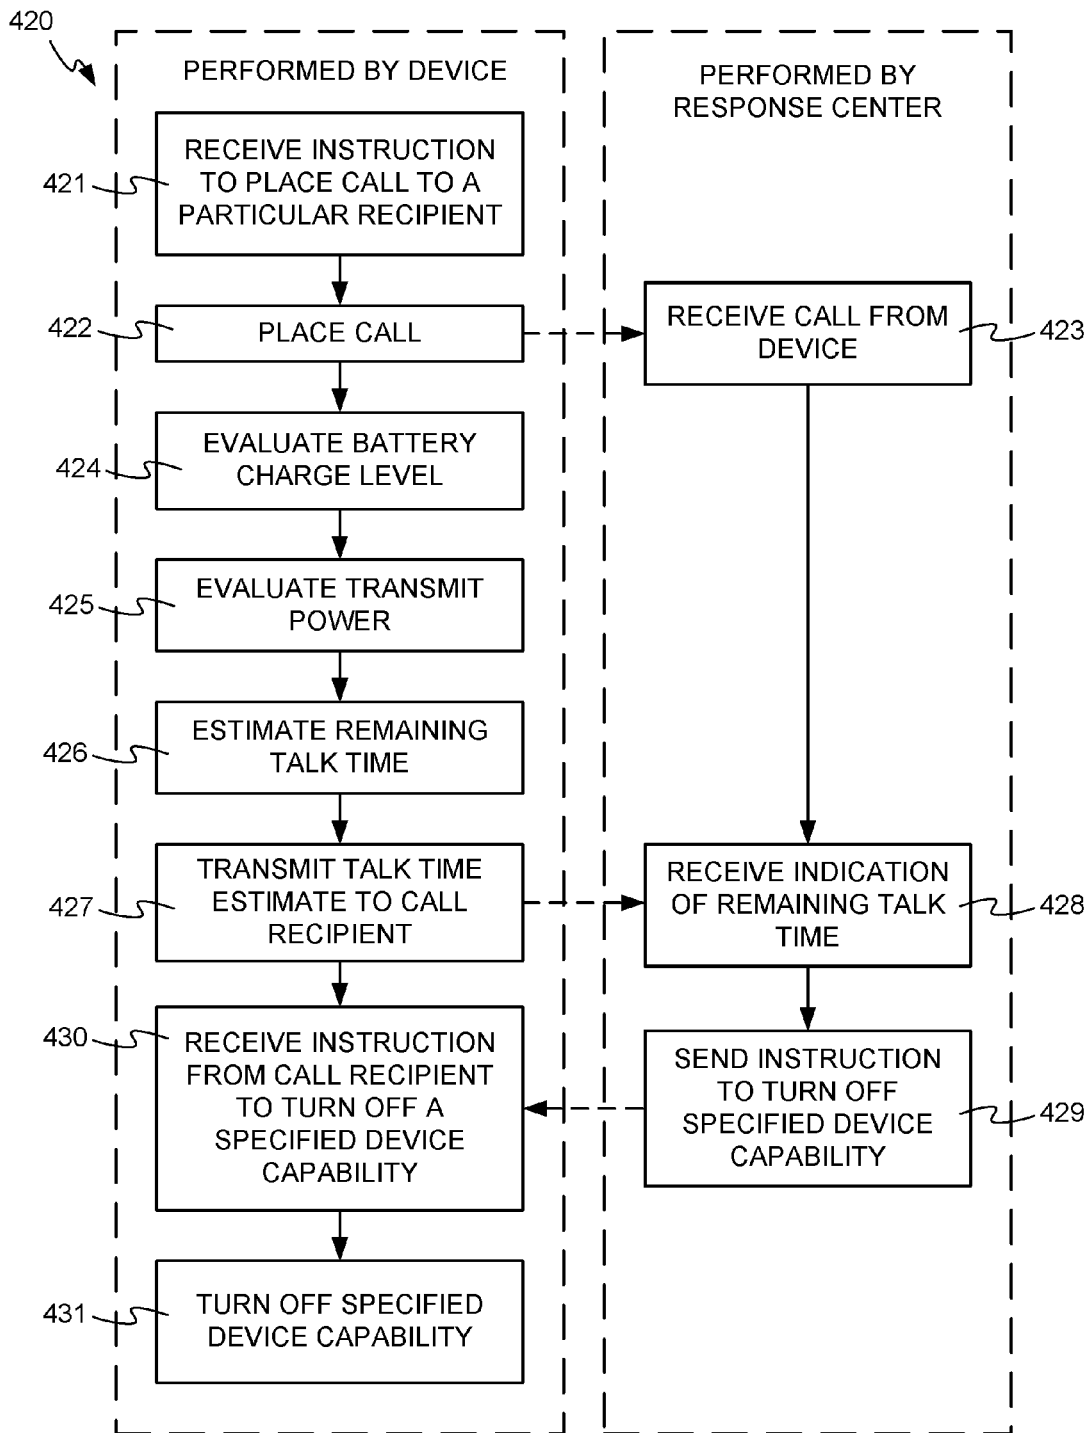 420
PERFORMED BY DEVICE
PERFORMED BY
RESPONSE CENTER
421
RECEIVE INSTRUCTION
TO PLACE CALL TO A
PARTICULAR RECIPIENT
422
PLACE CALL
RECEIVE CALL FROM
DEVICE
423
424
EVALUATE BATTERY
CHARGE LEVEL
425
EVALUATE TRANSMIT
POWER
426
ESTIMATE REMAINING
TALK TIME
427
TRANSMIT TALK TIME
ESTIMATE TO CALL
RECIPIENT
RECEIVE INDICATION
OF REMAINING TALK
TIME
428
430
RECEIVE INSTRUCTION
FROM CALL RECIPIENT
TO TURN OFF A
SPECIFIED DEVICE
CAPABILITY
SEND INSTRUCTION
TO TURN OFF
SPECIFIED DEVICE
CAPABILITY
429
431
TURN OFF SPECIFIED
DEVICE CAPABILITY